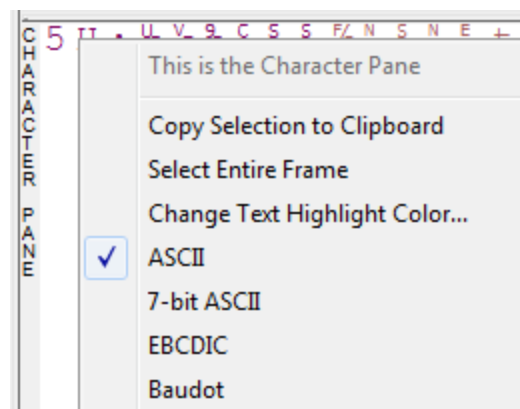 CHARACTER PANE
This is the Character Pane
Copy Selection to Clipboard
Select Entire Frame
Change Text Highlight Color...
ASCII
7-bit ASCII
EBCDIC
Baudot